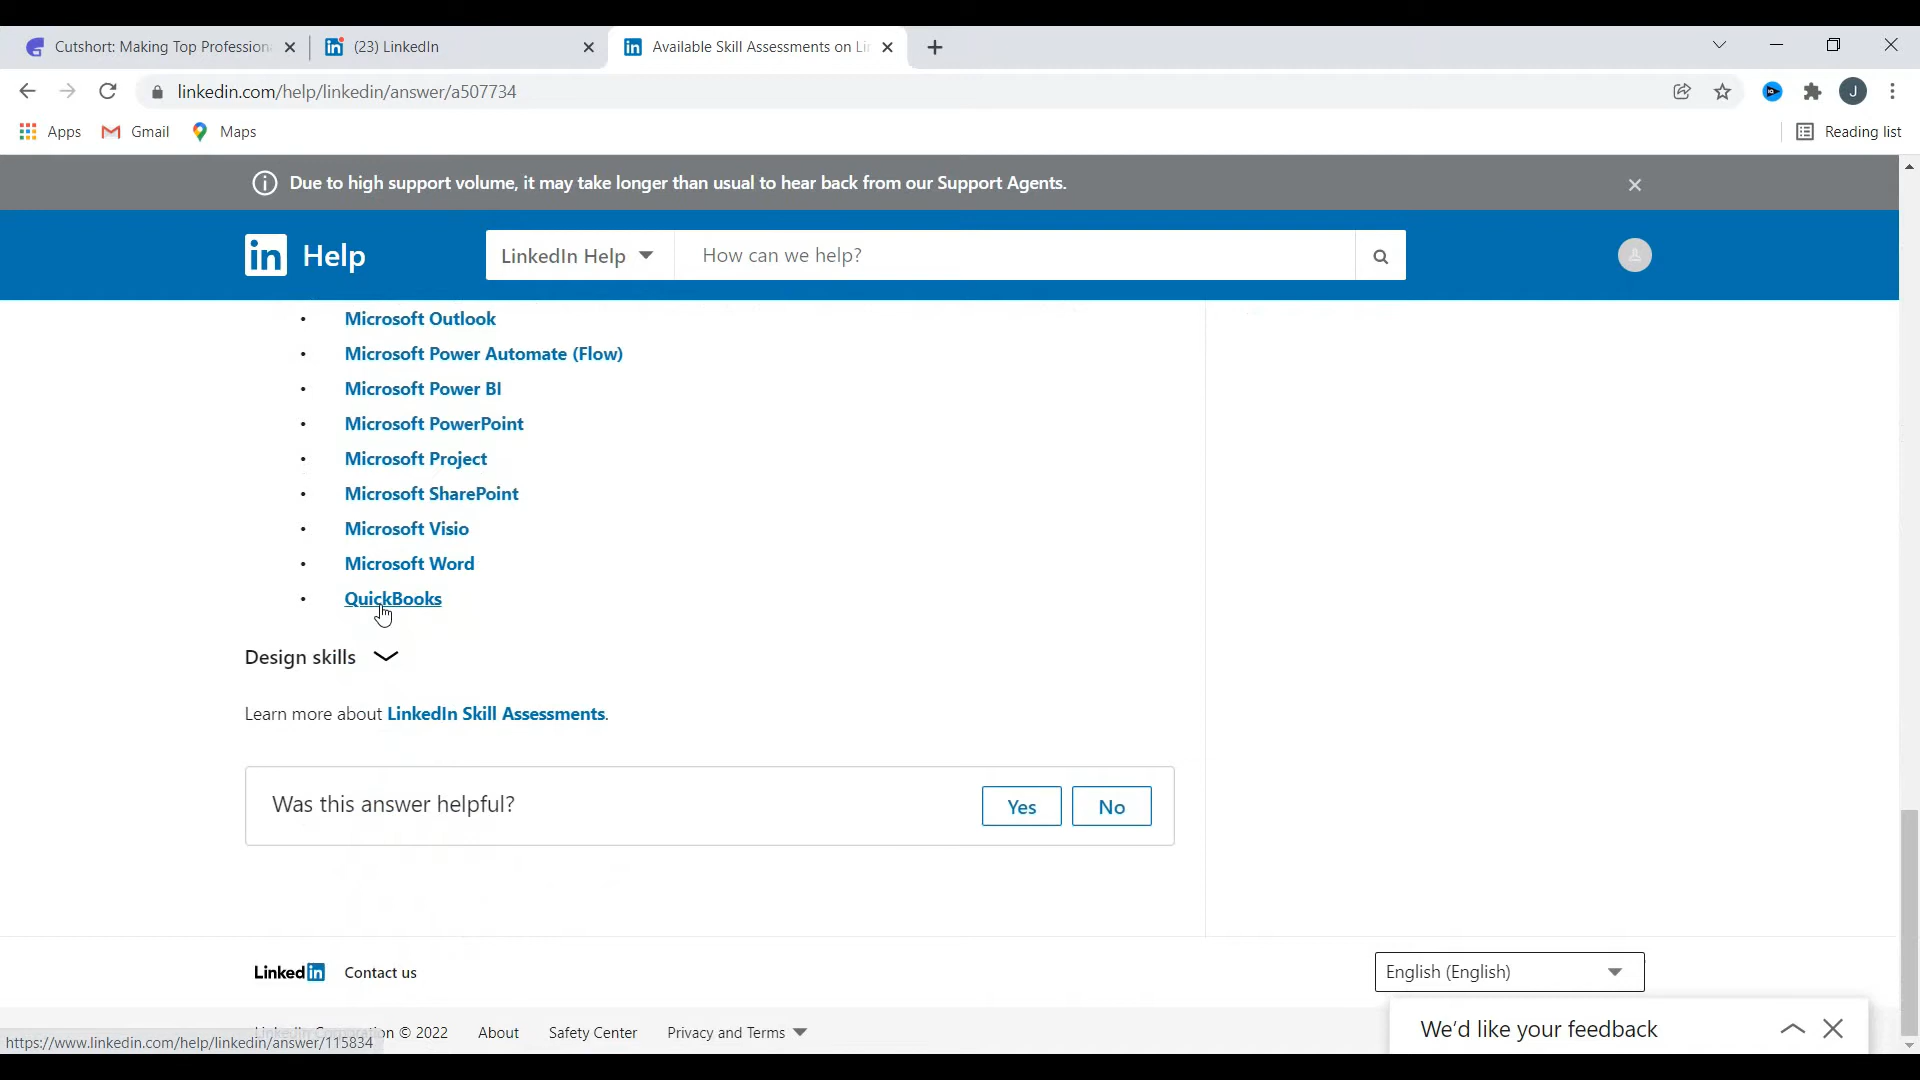 Cutshort: Making Top Profession
(23) LinkedIn
Available Skill Assessments on Li
linkedin.com/help/linkedin/answer/a507734
J
Apps
Gmail
Maps
Reading list
Due to high support volume, it may take longer than usual to hear back from our Support Agents.
in Help
LinkedIn Help
How can we help?
• Microsoft Outlook
• Microsoft Power Automate (Flow)
• Microsoft Power BI
• Microsoft PowerPoint
• Microsoft Project
• Microsoft SharePoint
• Microsoft Visio
• Microsoft Word
• QuickBooks
Design skills
Learn more about LinkedIn Skill Assessments.
Was this answer helpful?
Yes
No
LinkedIn
Contact us
English (English)
LinkedIn Corporation © 2022
About
Safety Center
Privacy and Terms
We'd like your feedback
https://www.linkedin.com/help/linkedin/answer/115834